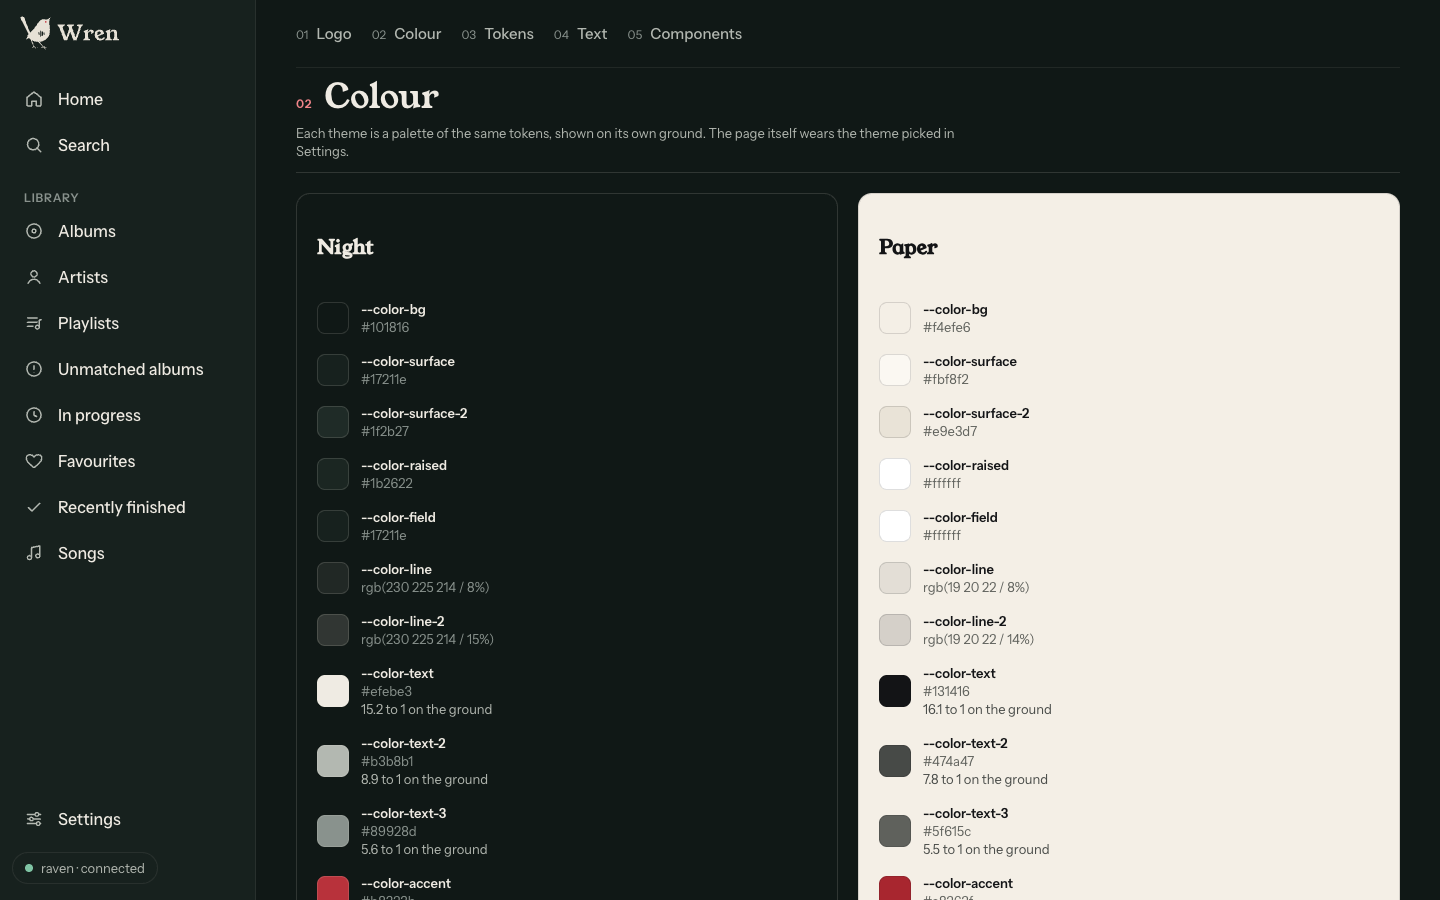 Wren
Home
Search
LIBRARY
Albums
Artists
Playlists
Unmatched albums
In progress
Favourites
Recently finished
Songs
Settings
raven · connected
01 Logo 02 Colour 03 Tokens 04 Text 05 Components
02 Colour
Each theme is a palette of the same tokens, shown on its own ground. The page itself wears the theme picked in
Settings.
Night
--color-bg
#101816
--color-surface
#17211e
--color-surface-2
#1f2b27
--color-raised
#1b2622
--color-field
#17211e
--color-line
rgb(230 225 214 / 8%)
--color-line-2
rgb(230 225 214 / 15%)
--color-text
#efebe3
15.2 to 1 on the ground
--color-text-2
#b3b8b1
8.9 to 1 on the ground
--color-text-3
#89928d
5.6 to 1 on the ground
--color-accent
Paper
--color-bg
#f4efe6
--color-surface
#fbf8f2
--color-surface-2
#e9e3d7
--color-raised
#ffffff
--color-field
#ffffff
--color-line
rgb(19 20 22 / 8%)
--color-line-2
rgb(19 20 22 / 14%)
--color-text
#131416
16.1 to 1 on the ground
--color-text-2
#474a47
7.8 to 1 on the ground
--color-text-3
#5f615c
5.5 to 1 on the ground
--color-accent